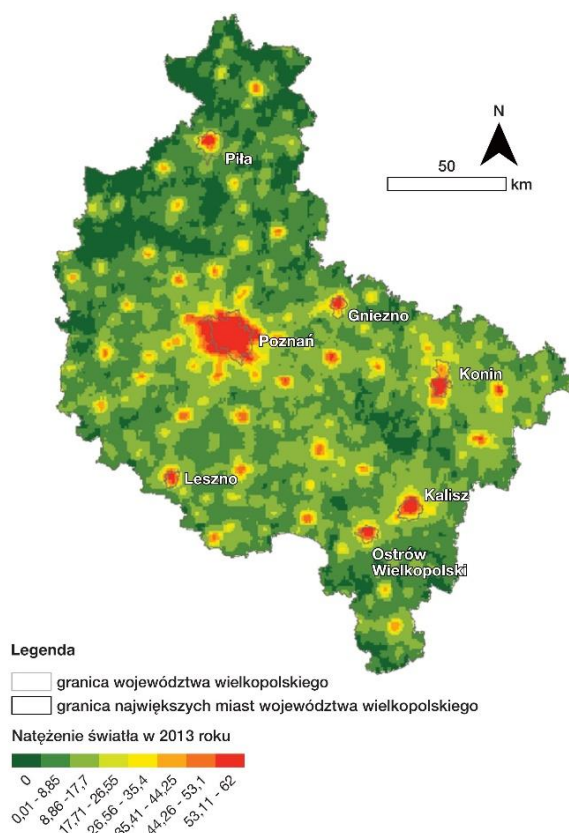 N
50
km
Piła
Gniezno
Poznań
Konin
Leszno
Kalisz
Ostrów
Wielkopolski
Legenda
granica województwa wielkopolskiego
granica największych miast województwa wielkopolskiego
Natężenie światła w 2013 roku
0
0,01 - 8,85
8,86 -17,7
17,71 - 26,55
26,56 - 35,4
35,41 - 44,25
44,26 - 53,1
53,11 - 62